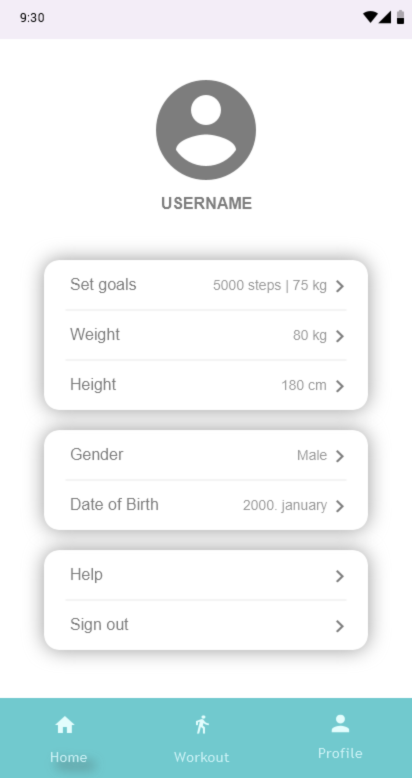 9:30
USERNAME
Set goals 5000 steps | 75 kg
Weight 80 kg
Height 180 cm
Gender Male
Date of Birth 2000. january
Help
Sign out
Home Workout Profile